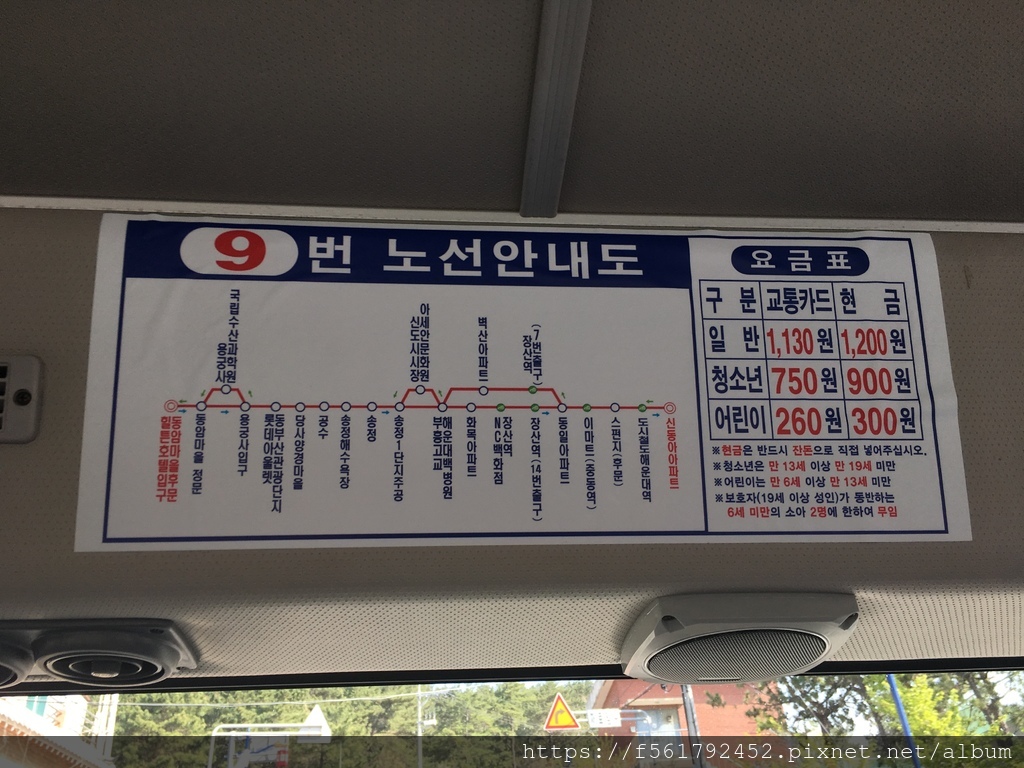 9번 노선안내도
국립수산과학원
용궁사
아세안문화원
신도시시장
벽산아파트
(7번출구)
장산역
동암마을후문
힐튼호텔입구
동암마을 정문
용궁사입구
동부산관광단지
롯데아울렛
당사양경마을
공수
송정해수욕장
송정
송정1단지주공
해운대백병원
부흥고교
화목아파트
장산역
NC백화점
장산역(14번출구)
동일아파트
이마트(중동역)
스펀지(후문)
도시철도해운대역
신동아아파트
요금표
구 분 교통카드 현 금
일 반 1,130원 1,200원
청소년 750원 900원
어린이 260원 300원
※현금은 반드시 잔돈으로 직접 넣어주십시오.
※청소년은 만 13세 이상 만 19세 미만
※어린이는 만 6세 이상 만 13세 미만
※보호자(19세 이상 성인)가 동반하는
6세 미만의 소아 2명에 한하여 무임
https://f561792452.pixnet.net/album